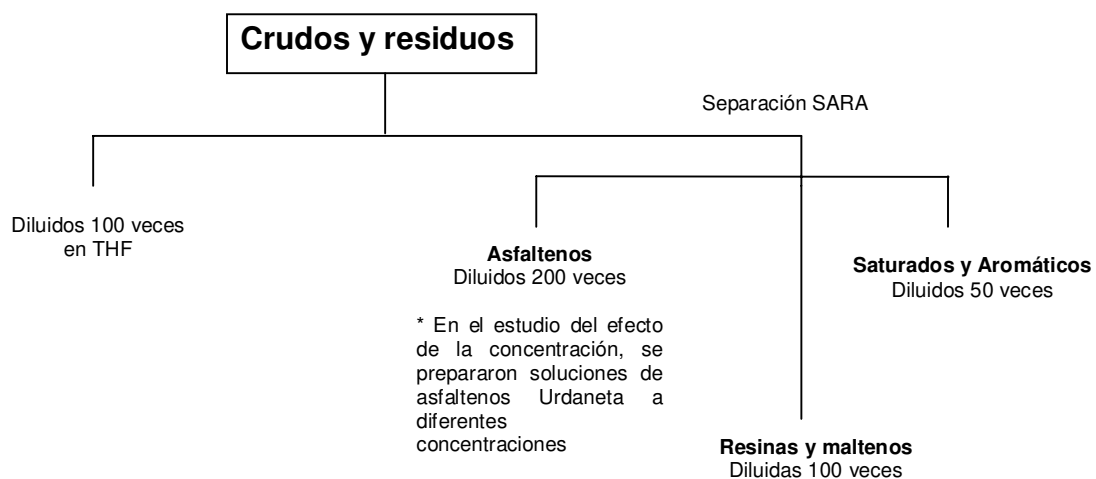 Crudos y residuos
Separación SARA
Diluidos 100 veces
en THF
Asfaltenos
Diluidos 200 veces
* En el estudio del efecto
de la concentración, se
prepararon soluciones de
asfaltenos Urdaneta a
diferentes
concentraciones
Saturados y Aromáticos
Diluidos 50 veces
Resinas y maltenos
Diluidas 100 veces